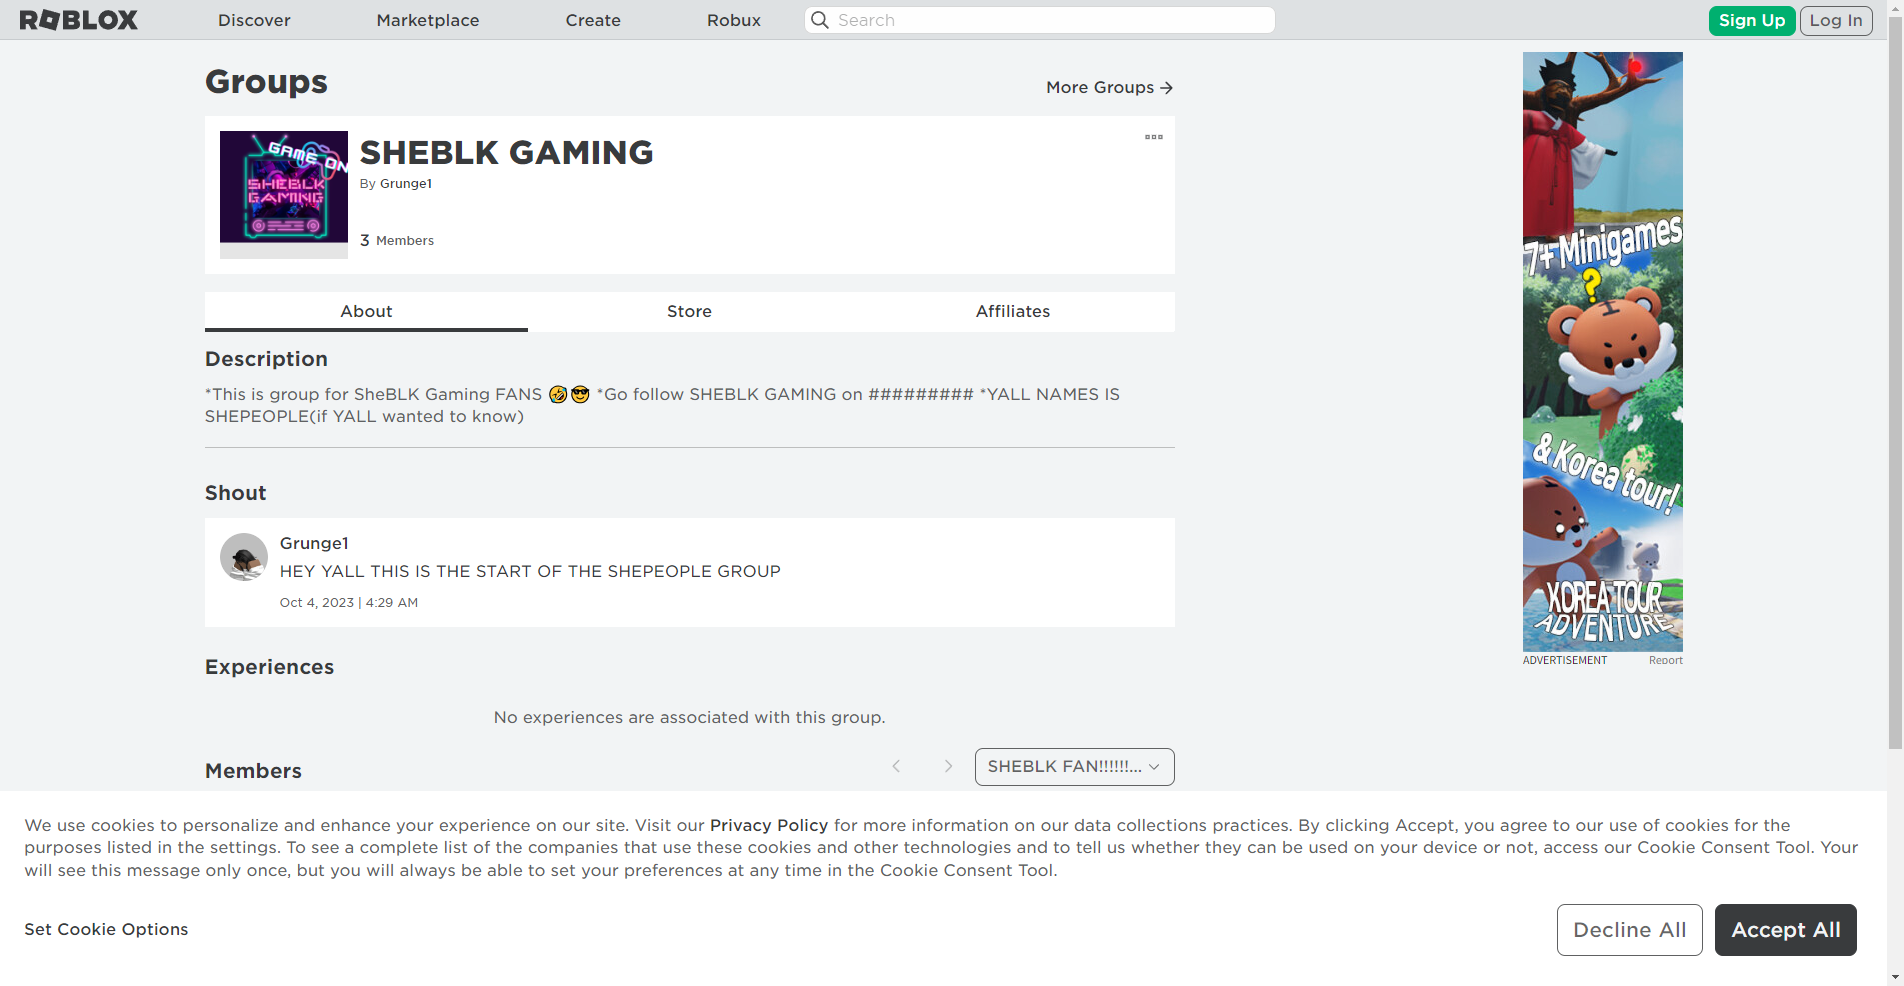 ROBLOX
Discover
Marketplace
Create
Robux
Search
Sign Up
Log In
Groups
More Groups
GAME ON
SHEBLK
GAMING
SHEBLK GAMING
By Grunge1
3 Members
About
Store
Affiliates
Description
*This is group for SheBLK Gaming FANS 🤣😎 *Go follow SHEBLK GAMING on ######### *YALL NAMES IS
SHEPEOPLE(if YALL wanted to know)
Shout
Grunge1
HEY YALL THIS IS THE START OF THE SHEPEOPLE GROUP
Oct 4, 2023 | 4:29 AM
Experiences
No experiences are associated with this group.
Members
SHEBLK FAN!!!!!!...
7+ Minigames
?
& Korea tour!
KOREA TOUR
ADVENTURE
ADVERTISEMENT
Report
We use cookies to personalize and enhance your experience on our site. Visit our Privacy Policy for more information on our data collections practices. By clicking Accept, you agree to our use of cookies for the
purposes listed in the settings. To see a complete list of the companies that use these cookies and other technologies and to tell us whether they can be used on your device or not, access our Cookie Consent Tool. Your
will see this message only once, but you will always be able to set your preferences at any time in the Cookie Consent Tool.
Set Cookie Options
Decline All
Accept All